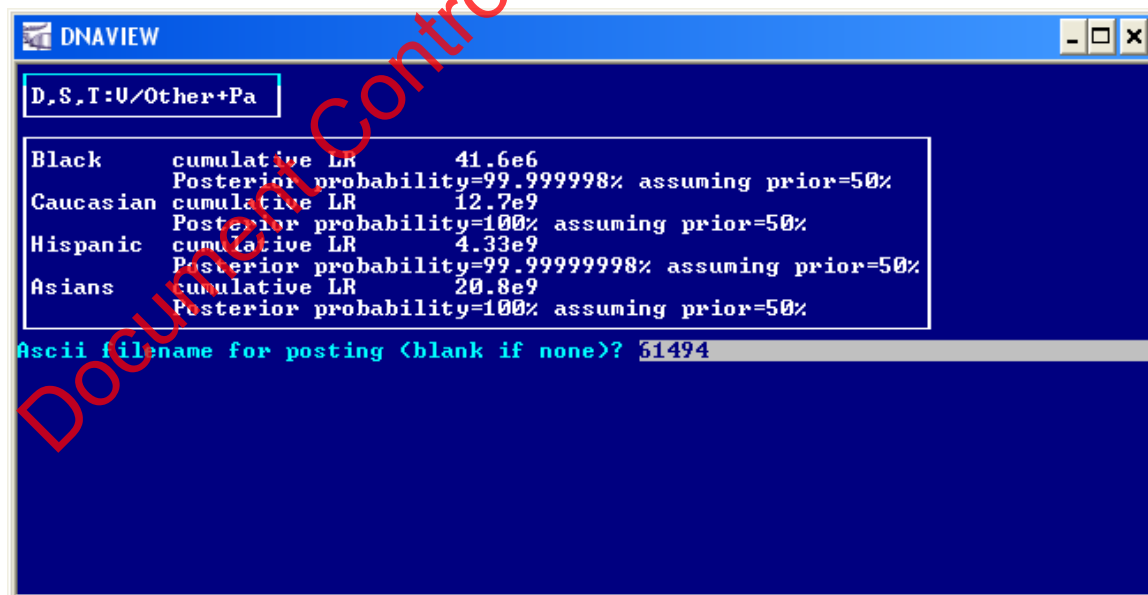 DNAVIEW
D,S,T:V/Other+Pa
Black cumulative LR 41.6e6
Posterior probability=99.999998% assuming prior=50%
Caucasian cumulative LR 12.7e9
Posterior probability=100% assuming prior=50%
Hispanic cumulative LR 4.33e9
Posterior probability=99.99999998% assuming prior=50%
Asians cumulative LR 20.8e9
Posterior probability=100% assuming prior=50%
Ascii filename for posting (blank if none)? 61494
Document Contro